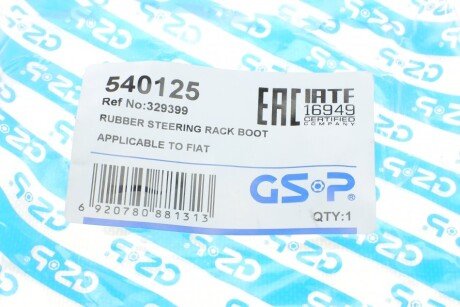 540125
Ref No:329399
RUBBER STEERING RACK BOOT
APPLICABLE TO FIAT
EAC
IATF
16949
CERTIFIED
COMPANY
6 920780 881313
GSP
QTY:1